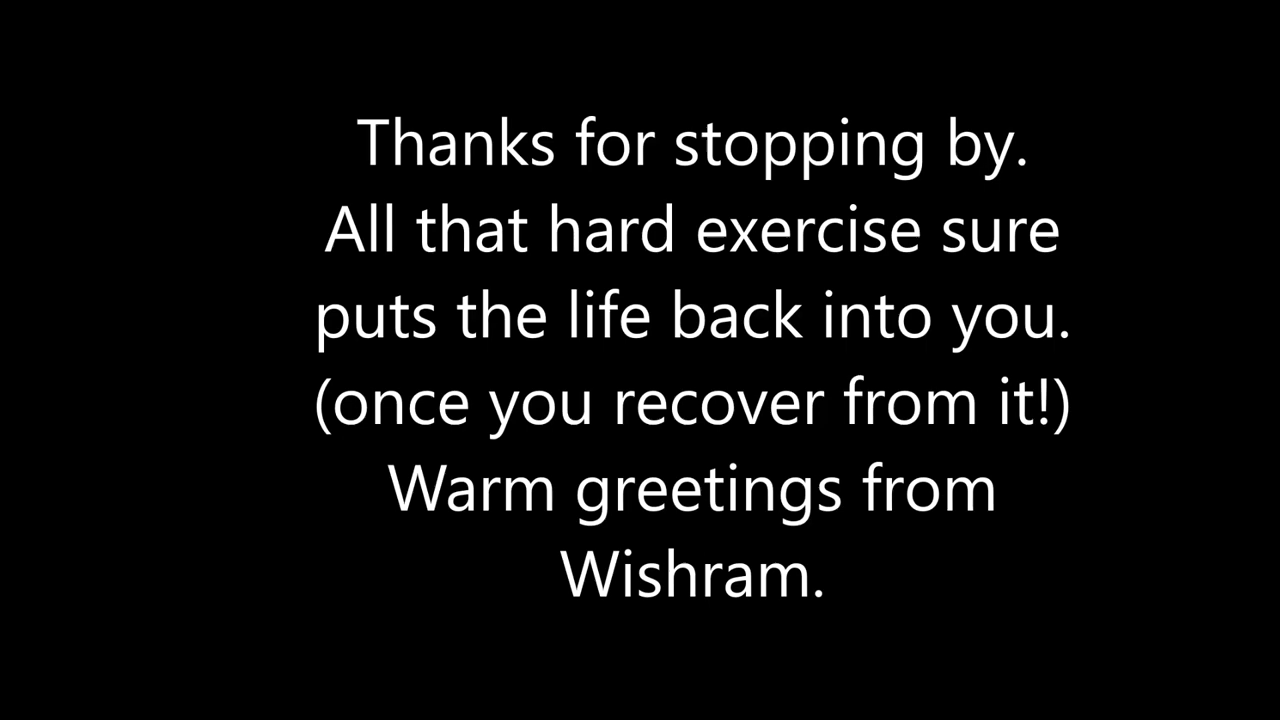 Thanks for stopping by.
All that hard exercise sure
puts the life back into you.
(once you recover from it!)
Warm greetings from
Wishram.